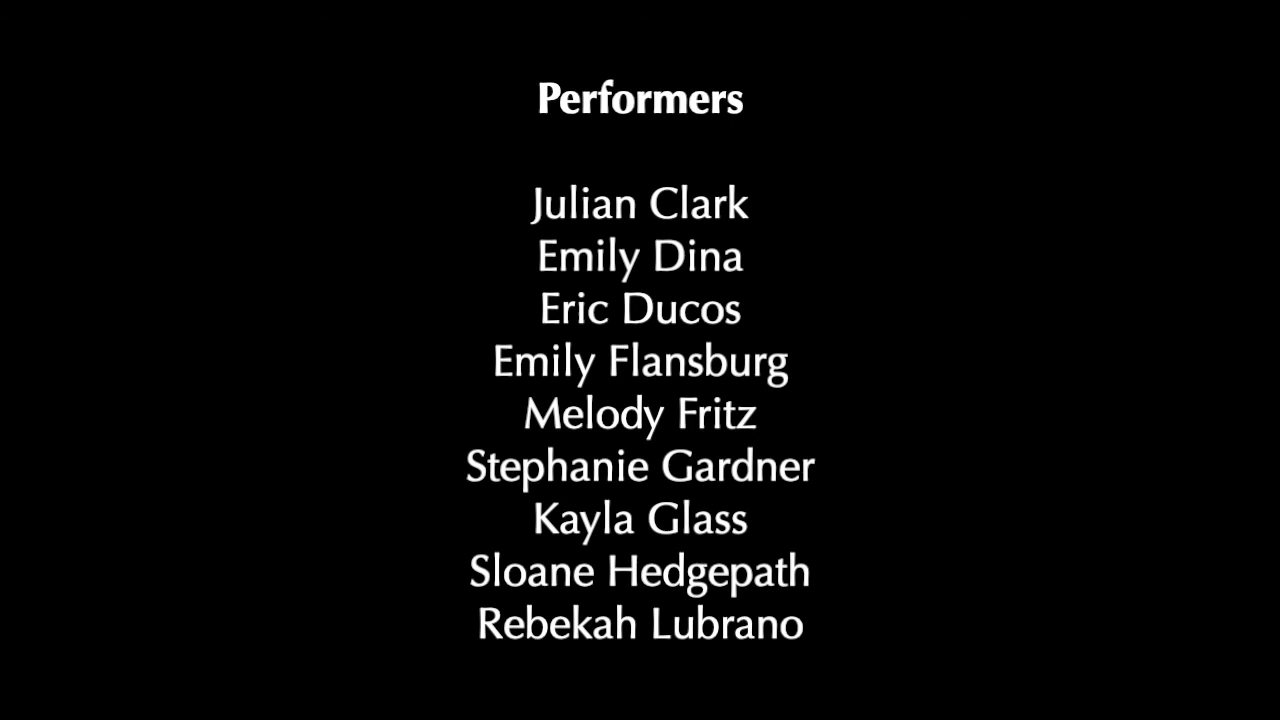 Performers
Julian Clark
Emily Dina
Eric Ducos
Emily Flansburg
Melody Fritz
Stephanie Gardner
Kayla Glass
Sloane Hedgepath
Rebekah Lubrano